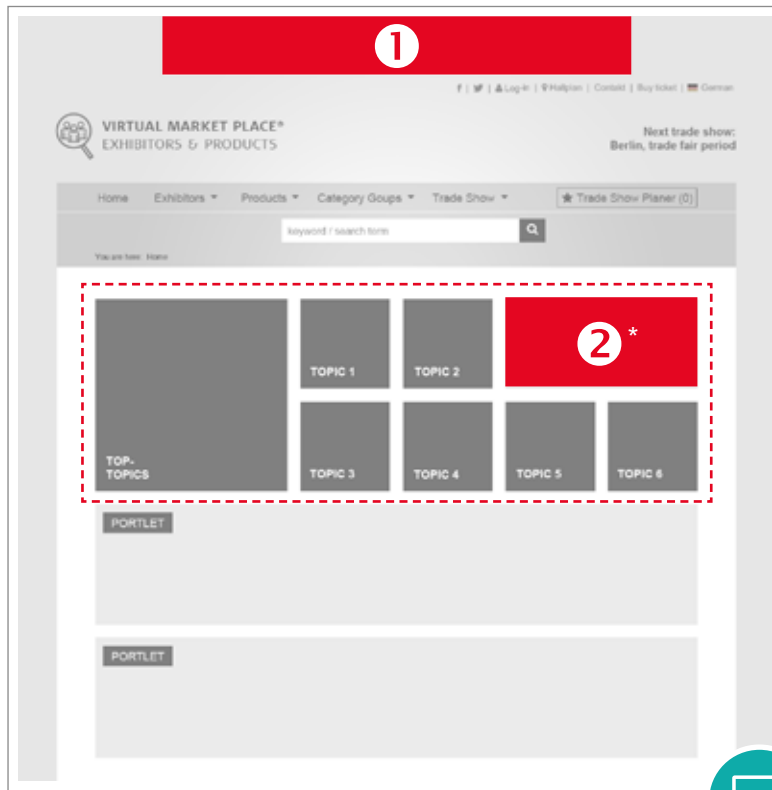 1
f | | Log-in | Hallplan | Contakt | Buy ticket | German
VIRTUAL MARKET PLACE®
EXHIBITORS & PRODUCTS
Next trade show:
Berlin, trade fair period
Home Exhibitors Products Category Goups Trade Show ★ Trade Show Planer (0)
keyword / search term
You are here: Home
2*
TOPIC 1 TOPIC 2
TOP-
TOPICS
TOPIC 3 TOPIC 4 TOPIC 5 TOPIC 6
PORTLET
PORTLET